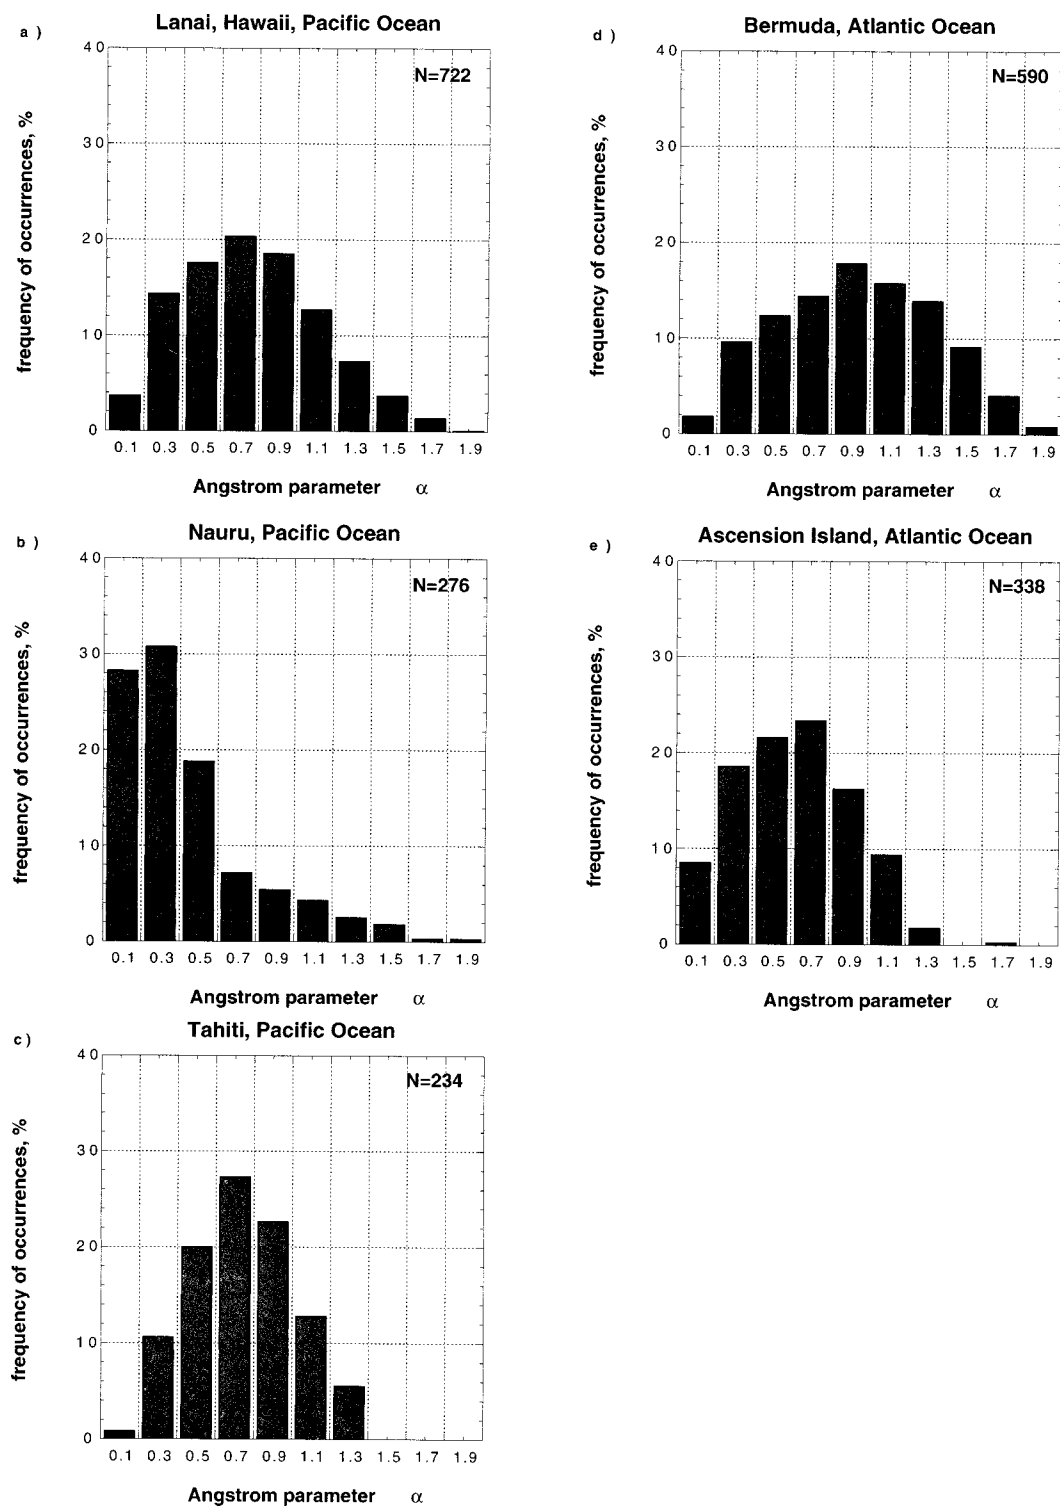 a )
Lanai, Hawaii, Pacific Ocean
N=722
frequency of occurrences, %
40
30
20
10
0
0.1 0.3 0.5 0.7 0.9 1.1 1.3 1.5 1.7 1.9
Angstrom parameter α
b )
Nauru, Pacific Ocean
N=276
frequency of occurrences, %
40
30
20
10
0
0.1 0.3 0.5 0.7 0.9 1.1 1.3 1.5 1.7 1.9
Angstrom parameter α
c )
Tahiti, Pacific Ocean
N=234
frequency of occurrences, %
40
30
20
10
0
0.1 0.3 0.5 0.7 0.9 1.1 1.3 1.5 1.7 1.9
Angstrom parameter α
d )
Bermuda, Atlantic Ocean
N=590
frequency of occurrences, %
40
30
20
10
0
0.1 0.3 0.5 0.7 0.9 1.1 1.3 1.5 1.7 1.9
Angstrom parameter α
e )
Ascension Island, Atlantic Ocean
N=338
frequency of occurrences, %
40
30
20
10
0
0.1 0.3 0.5 0.7 0.9 1.1 1.3 1.5 1.7 1.9
Angstrom parameter α